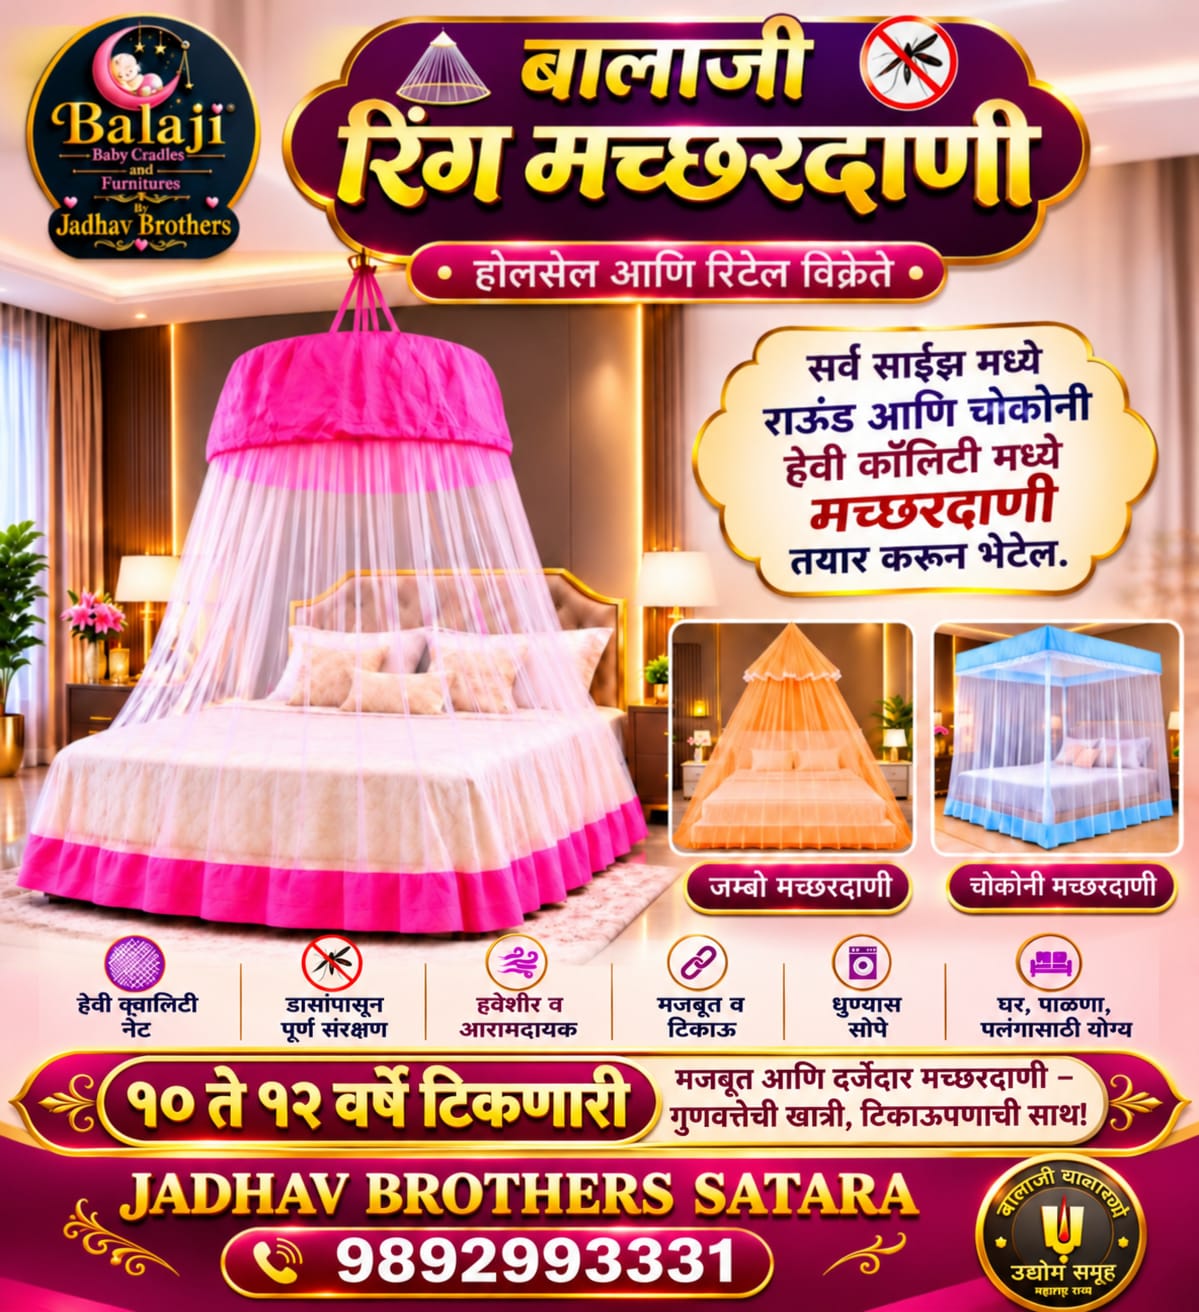 Balaji
Baby Cradles
and
Furnitures
By
Jadhav Brothers
बालाजी
रिंग मच्छरदाणी
होलसेल आणि रिटेल विक्रेते
सर्व साईझ मध्ये
राऊंड आणि चोकोनी
हेवी कॉलिटी मध्ये
मच्छरदाणी
तयार करून भेटेल.
जम्बो मच्छरदाणी
चोकोनी मच्छरदाणी
हेवी क्वालिटी
नेट
डासांपासून
पूर्ण संरक्षण
हवेशीर व
आरामदायक
मजबूत व
टिकाऊ
धुण्यास
सोपे
घर, पाळणा,
पलंगासाठी योग्य
१० ते १२ वर्षे टिकणारी
मजबूत आणि दर्जेदार मच्छरदाणी –
गुणवत्तेची खात्री, टिकाऊपणाची साथ!
JADHAV BROTHERS SATARA
9892993331
बालाजी
उद्योम समूह
महाराष्ट्र राज्य